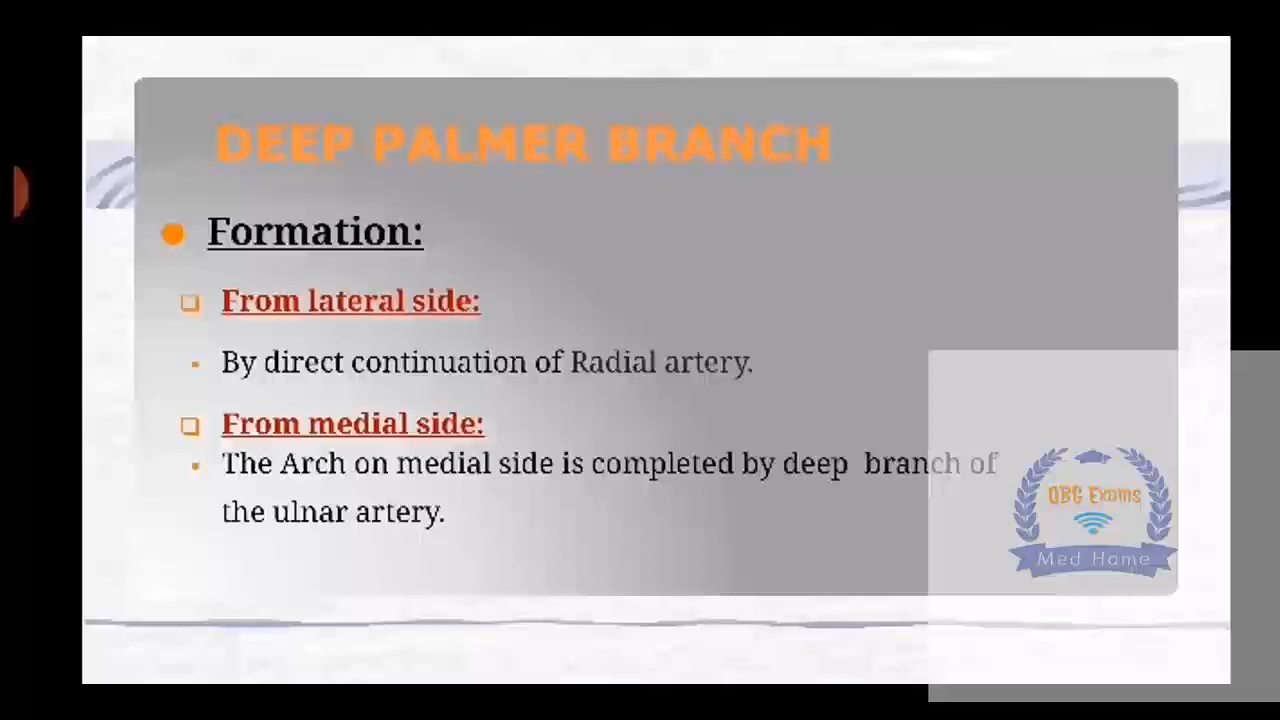 DEEP PALMER BRANCH
Formation:
From lateral side:
By direct continuation of Radial artery.
From medial side:
The Arch on medial side is completed by deep branch of
the ulnar artery.
QBG Exams
Med Home